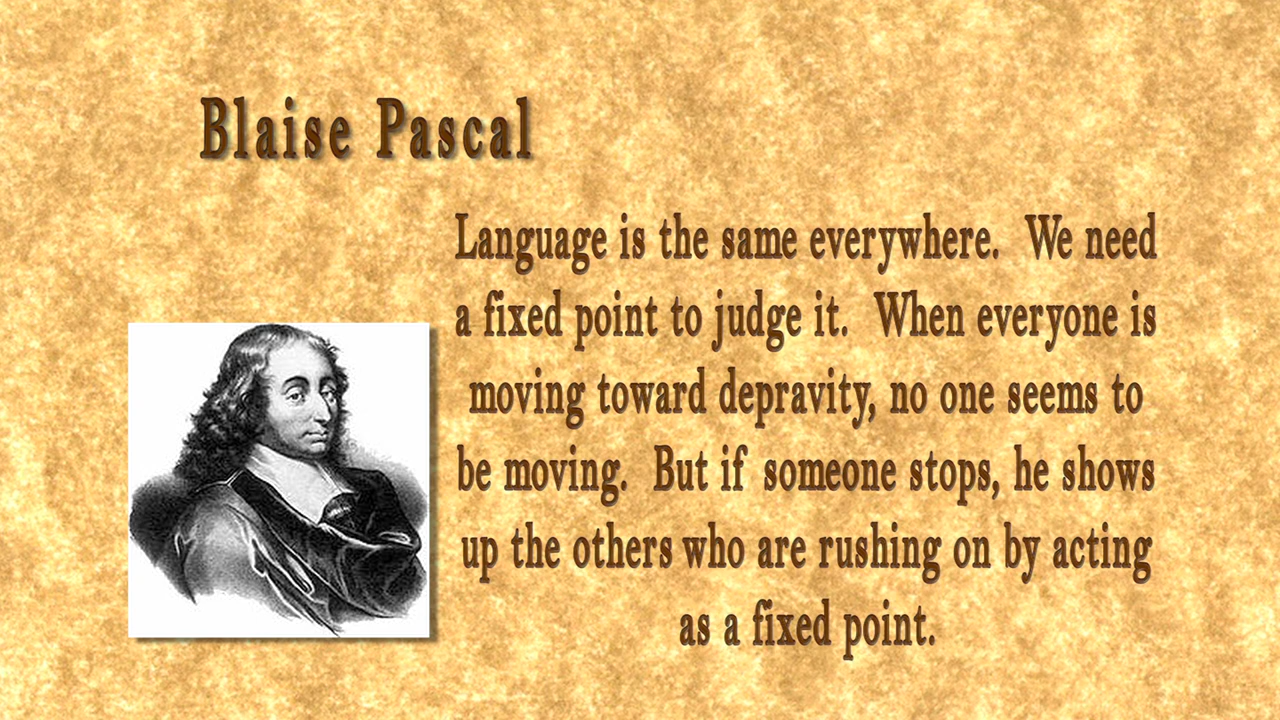 Blaise Pascal
Language is the same everywhere. We need
a fixed point to judge it. When everyone is
moving toward depravity, no one seems to
be moving. But if someone stops, he shows
up the others who are rushing on by acting
as a fixed point.